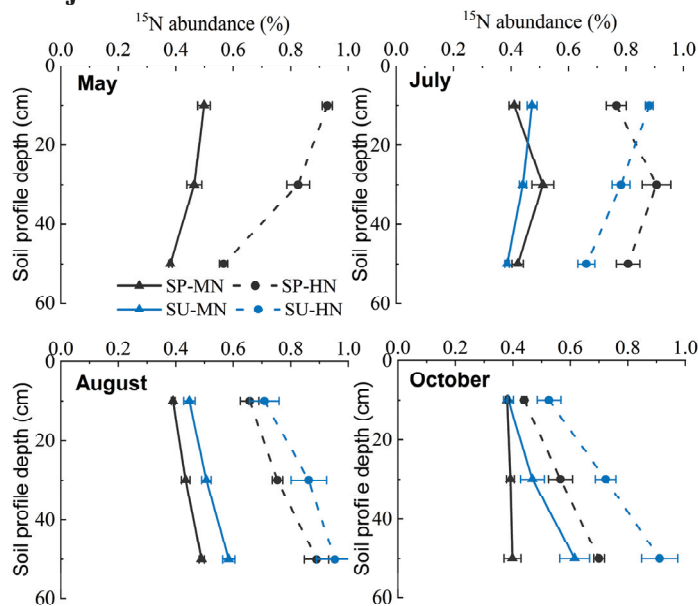 ¹⁵N abundance (%)
¹⁵N abundance (%)
0.0 0.2 0.4 0.6 0.8 1.0
0.0 0.2 0.4 0.6 0.8 1.0
0
20
40
60
Soil profile depth (cm)
May
0
20
40
60
Soil profile depth (cm)
July
SP-MN SP-HN
SU-MN SU-HN
0.0 0.2 0.4 0.6 0.8 1.0
0.0 0.2 0.4 0.6 0.8 1.0
0
20
40
60
Soil profile depth (cm)
August
0
20
40
60
Soil profile depth (cm)
October